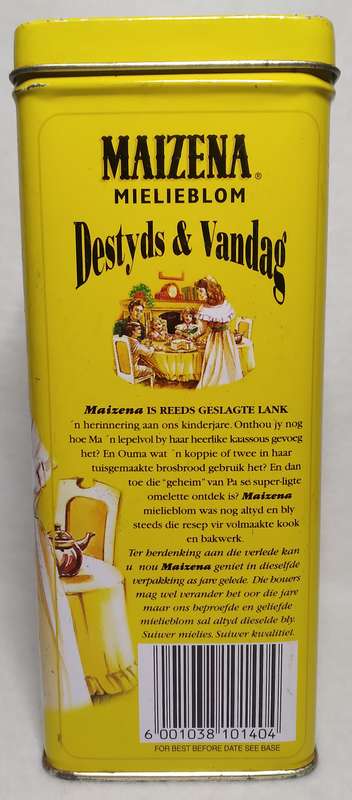 MAIZENA®
MIELIEBLOM
Destyds & Vandag
Maizena IS REEDS GESLAGTE LANK
´n herinnering aan ons kinderjare. Onthou jy nog
hoe Ma ´n lepelvol by haar heerlike kaassous gevoeg
het? En Ouma wat ´n koppie of twee in haar
tuisgemaakte brosbrood gebruik het? En dan
toe die "geheim" van Pa se super-ligte
omelette ontdek is? Maizena
mielieblom was nog altyd en bly
steeds die resep vir volmaakte kook
en bakwerk.
Ter herdenking aan die verlede kan
u nou Maizena geniet in dieselfde
verpakking as jare gelede. Die houers
mag wel verander het oor die jare
maar ons beproefde en geliefde
mielieblom sal altyd dieselde bly.
Suiwer mielies. Suiwer kwaliteit.
6 001038 101404
FOR BEST BEFORE DATE SEE BASE